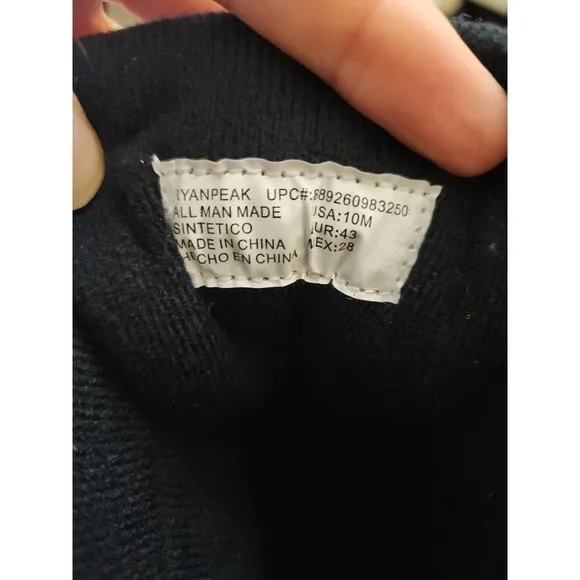 RYANPEAK UPC#:889260983250
ALL MAN MADE USA:10M
SINTETICO EUR:43
MADE IN CHINA MEX:28
HECHO EN CHINA